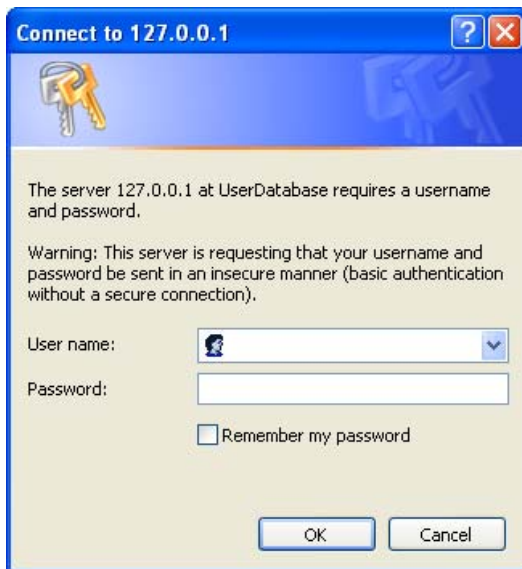 Connect to 127.0.0.1
The server 127.0.0.1 at UserDatabase requires a username
and password.
Warning: This server is requesting that your username and
password be sent in an insecure manner (basic authentication
without a secure connection).
User name:
Password:
Remember my password
OK Cancel